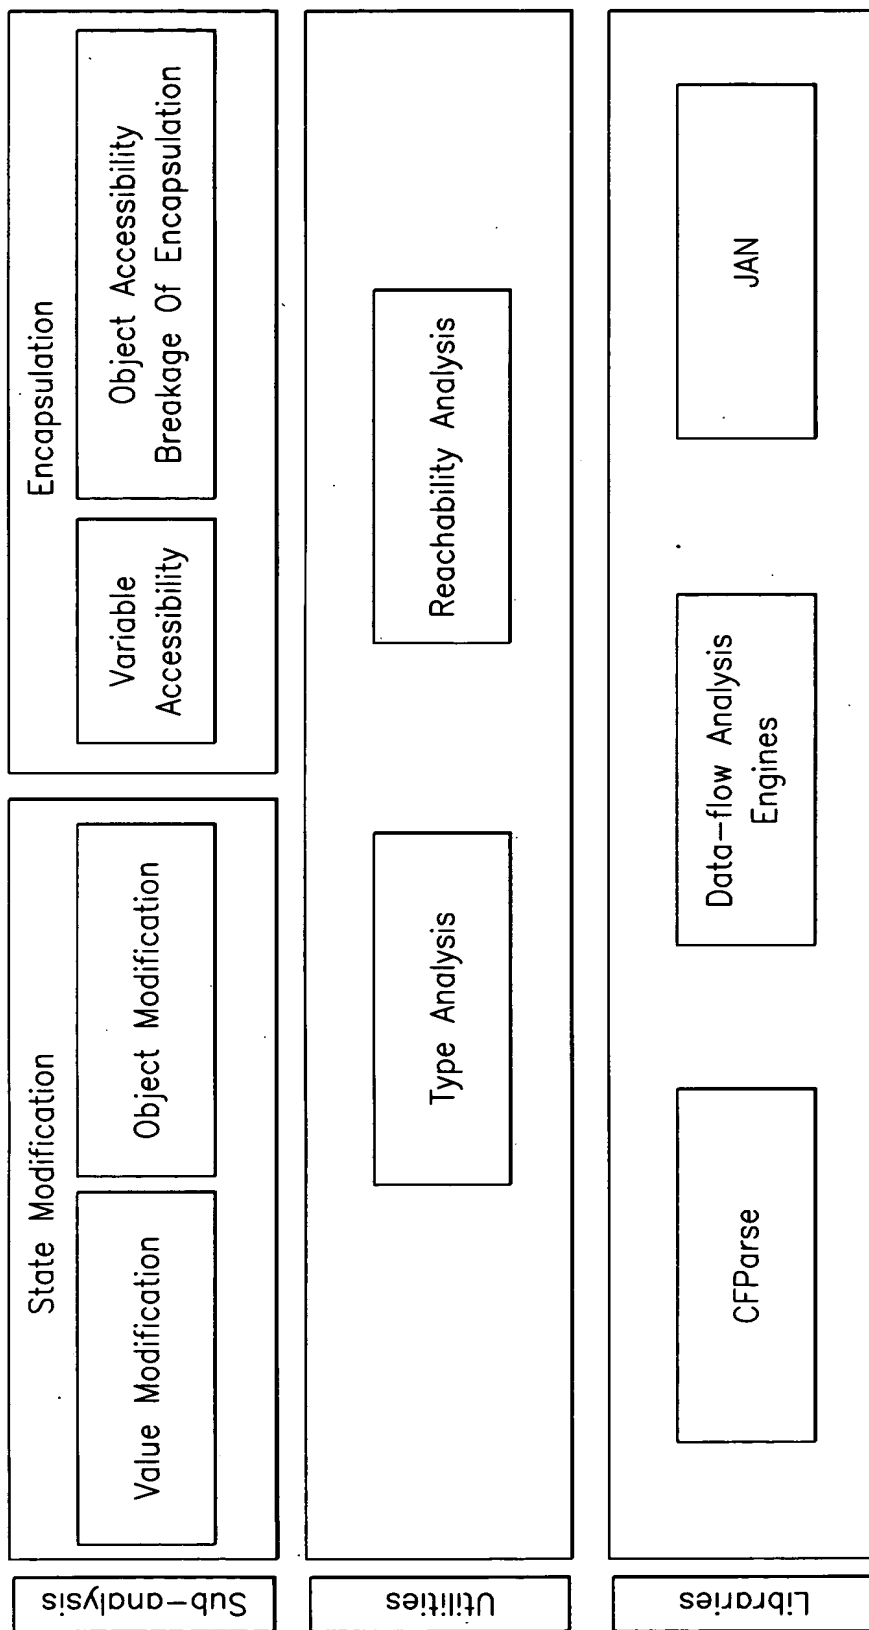 Sub-analysis
State Modification
Value Modification
Object Modification
Encapsulation
Variable
Accessibility
Object Accessibility
Breakage Of Encapsulation
Utilities
Type Analysis
Reachability Analysis
Libraries
CFParse
Data-flow Analysis
Engines
JAN